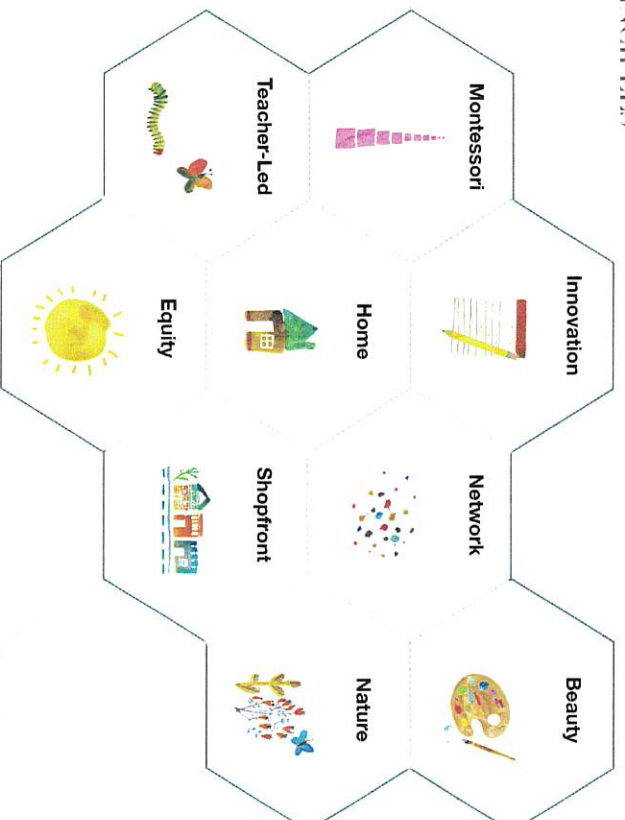 Montessori
Teacher-Led
Innovation
Home
Equity
Network
Shopfront
Beauty
Nature